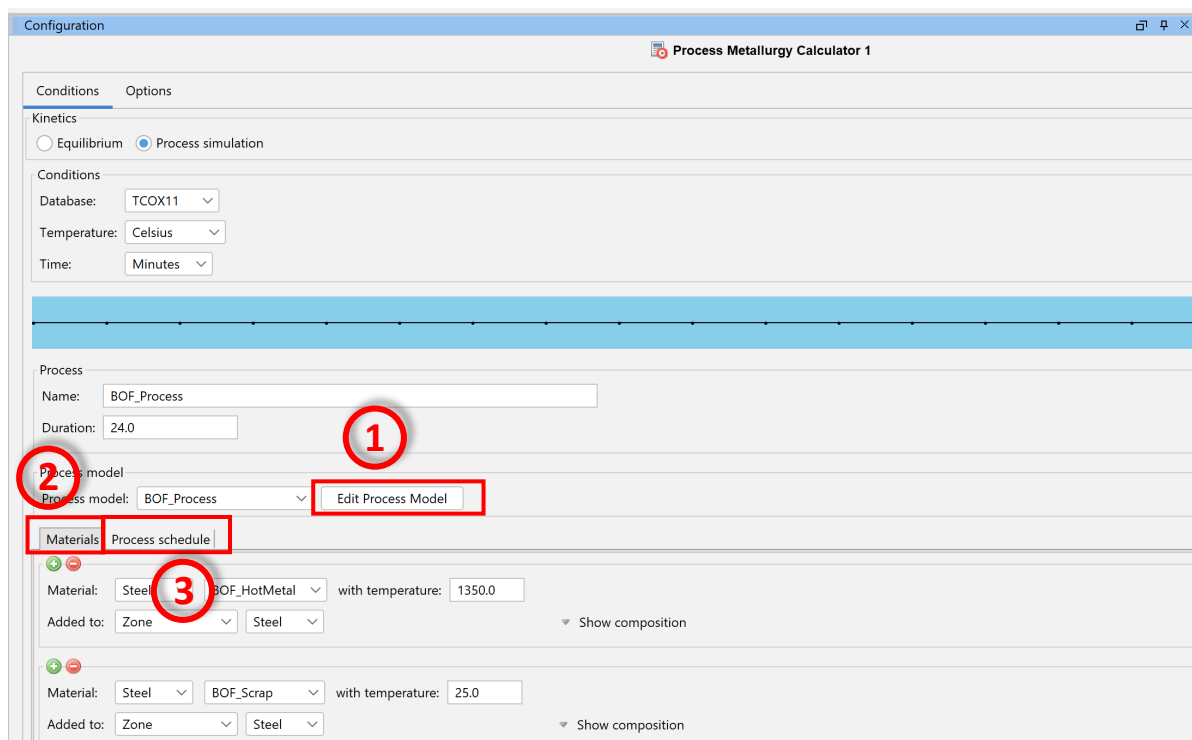 Configuration
Process Metallurgy Calculator 1
Conditions Options
Kinetics
Equilibrium Process simulation
Conditions
Database: TCOX11
Temperature: Celsius
Time: Minutes
Process
Name: BOF_Process
Duration: 24.0
1
2
Process model
Process model: BOF_Process Edit Process Model
Materials Process schedule
3
Material: Steel BOF_HotMetal with temperature: 1350.0
Added to: Zone Steel Show composition
Material: Steel BOF_Scrap with temperature: 25.0
Added to: Zone Steel Show composition